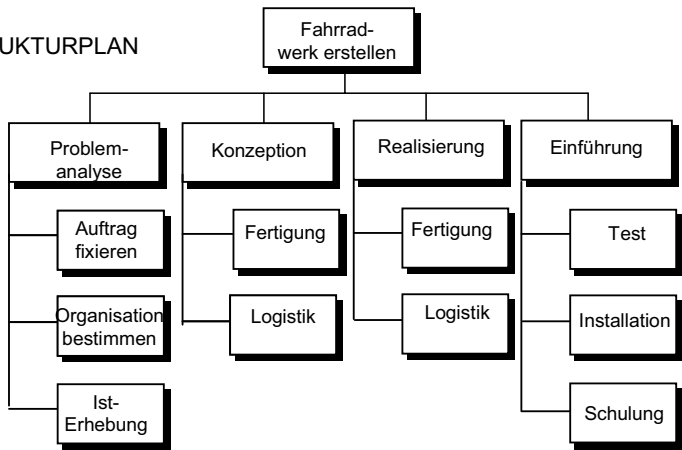 UKTURPLAN
Fahrrad-
werk erstellen
Problem-
analyse
Konzeption
Realisierung
Einführung
Auftrag
fixieren
Fertigung
Fertigung
Test
Organisation
bestimmen
Logistik
Logistik
Installation
Ist-
Erhebung
Schulung